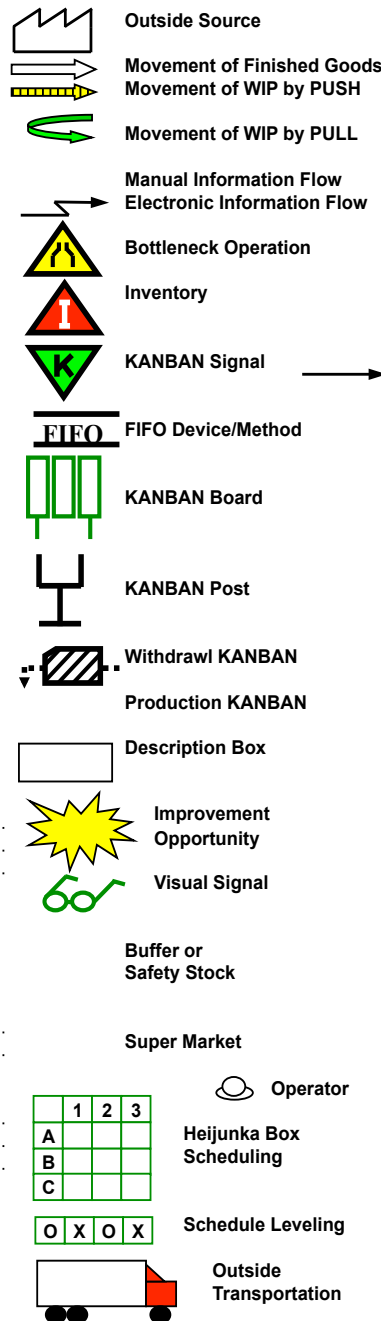 Outside Source
Movement of Finished Goods
Movement of WIP by PUSH
Movement of WIP by PULL
Manual Information Flow
Electronic Information Flow
Bottleneck Operation
Inventory
I
KANBAN Signal
K
FIFO
FIFO Device/Method
KANBAN Board
KANBAN Post
Withdrawl KANBAN
Production KANBAN
Description Box
Improvement
Opportunity
Visual Signal
Buffer or
Safety Stock
Super Market
Operator
1 2 3
A
B
C
Heijunka Box
Scheduling
O X O X
Schedule Leveling
Outside
Transportation